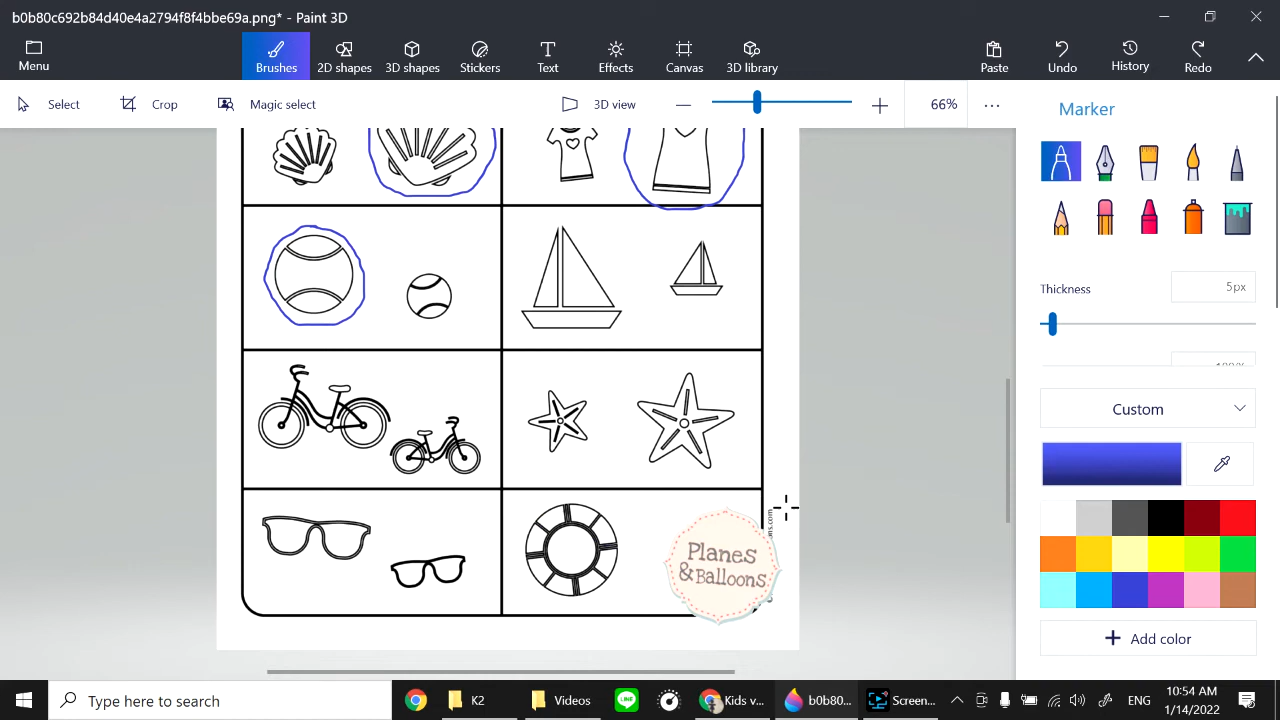 b0b80c692b84d40e4a2794f8f4bbe69a.png* - Paint 3D
Menu
Brushes
2D shapes
3D shapes
Stickers
Text
Effects
Canvas
3D library
Paste
Undo
History
Redo
Select
Crop
Magic select
3D view
66%
Marker
Thickness
5px
Custom
Planes
& Balloons
Add color
Type here to search
K2
Videos
Kids v...
b0b80...
Screen...
ENG
10:54 AM
1/14/2022